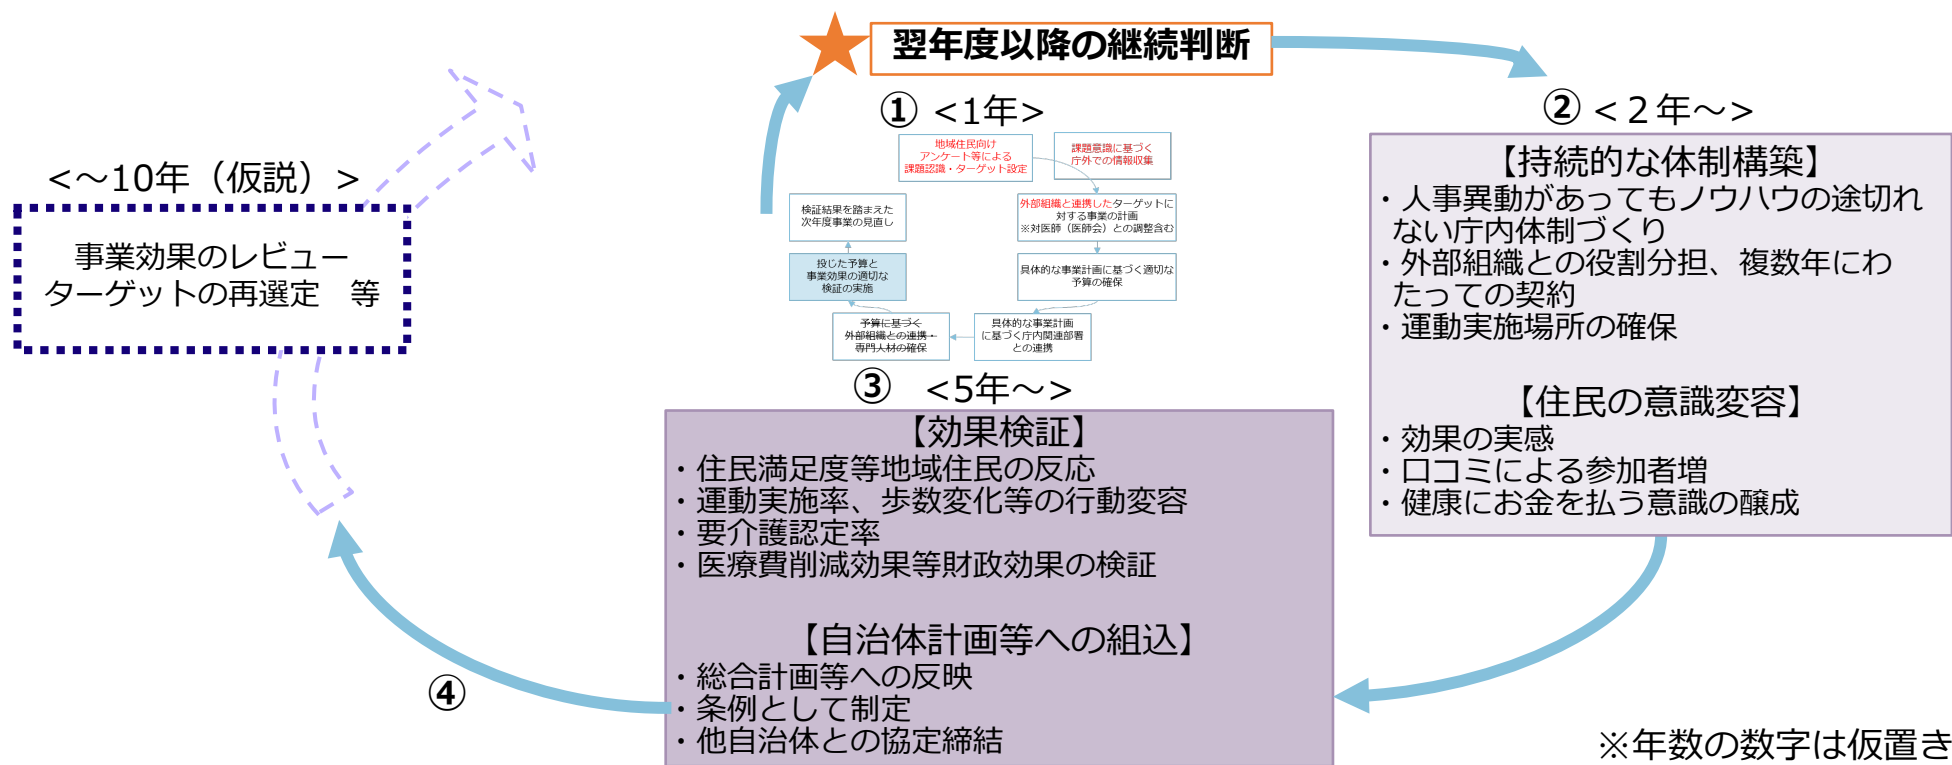 翌年度以降の継続判断
① <1年>
地域住民向け
アンケート等による
課題認識・ターゲット設定
課題意識に基づく
庁外での情報収集
外部組織と連携したターゲットに
対する事業の計画
※対医師（医師会）との調整含む
具体的な事業計画に基づく適切な
予算の確保
具体的な事業計画
に基づく庁内関連部署
との連携
予算に基づく
外部組織との連携・
専門人材の確保
投じた予算と
事業効果の適切な
検証の実施
検証結果を踏まえた
次年度事業の見直し
② <２年～>
【持続的な体制構築】
・人事異動があってもノウハウの途切れ
ない庁内体制づくり
・外部組織との役割分担、複数年にわ
たっての契約
・運動実施場所の確保
【住民の意識変容】
・効果の実感
・口コミによる参加者増
・健康にお金を払う意識の醸成
③ <5年～>
【効果検証】
・住民満足度等地域住民の反応
・運動実施率、歩数変化等の行動変容
・要介護認定率
・医療費削減効果等財政効果の検証
【自治体計画等への組込】
・総合計画等への反映
・条例として制定
・他自治体との協定締結
④
<～10年（仮説）>
事業効果のレビュー
ターゲットの再選定　等
※年数の数字は仮置き